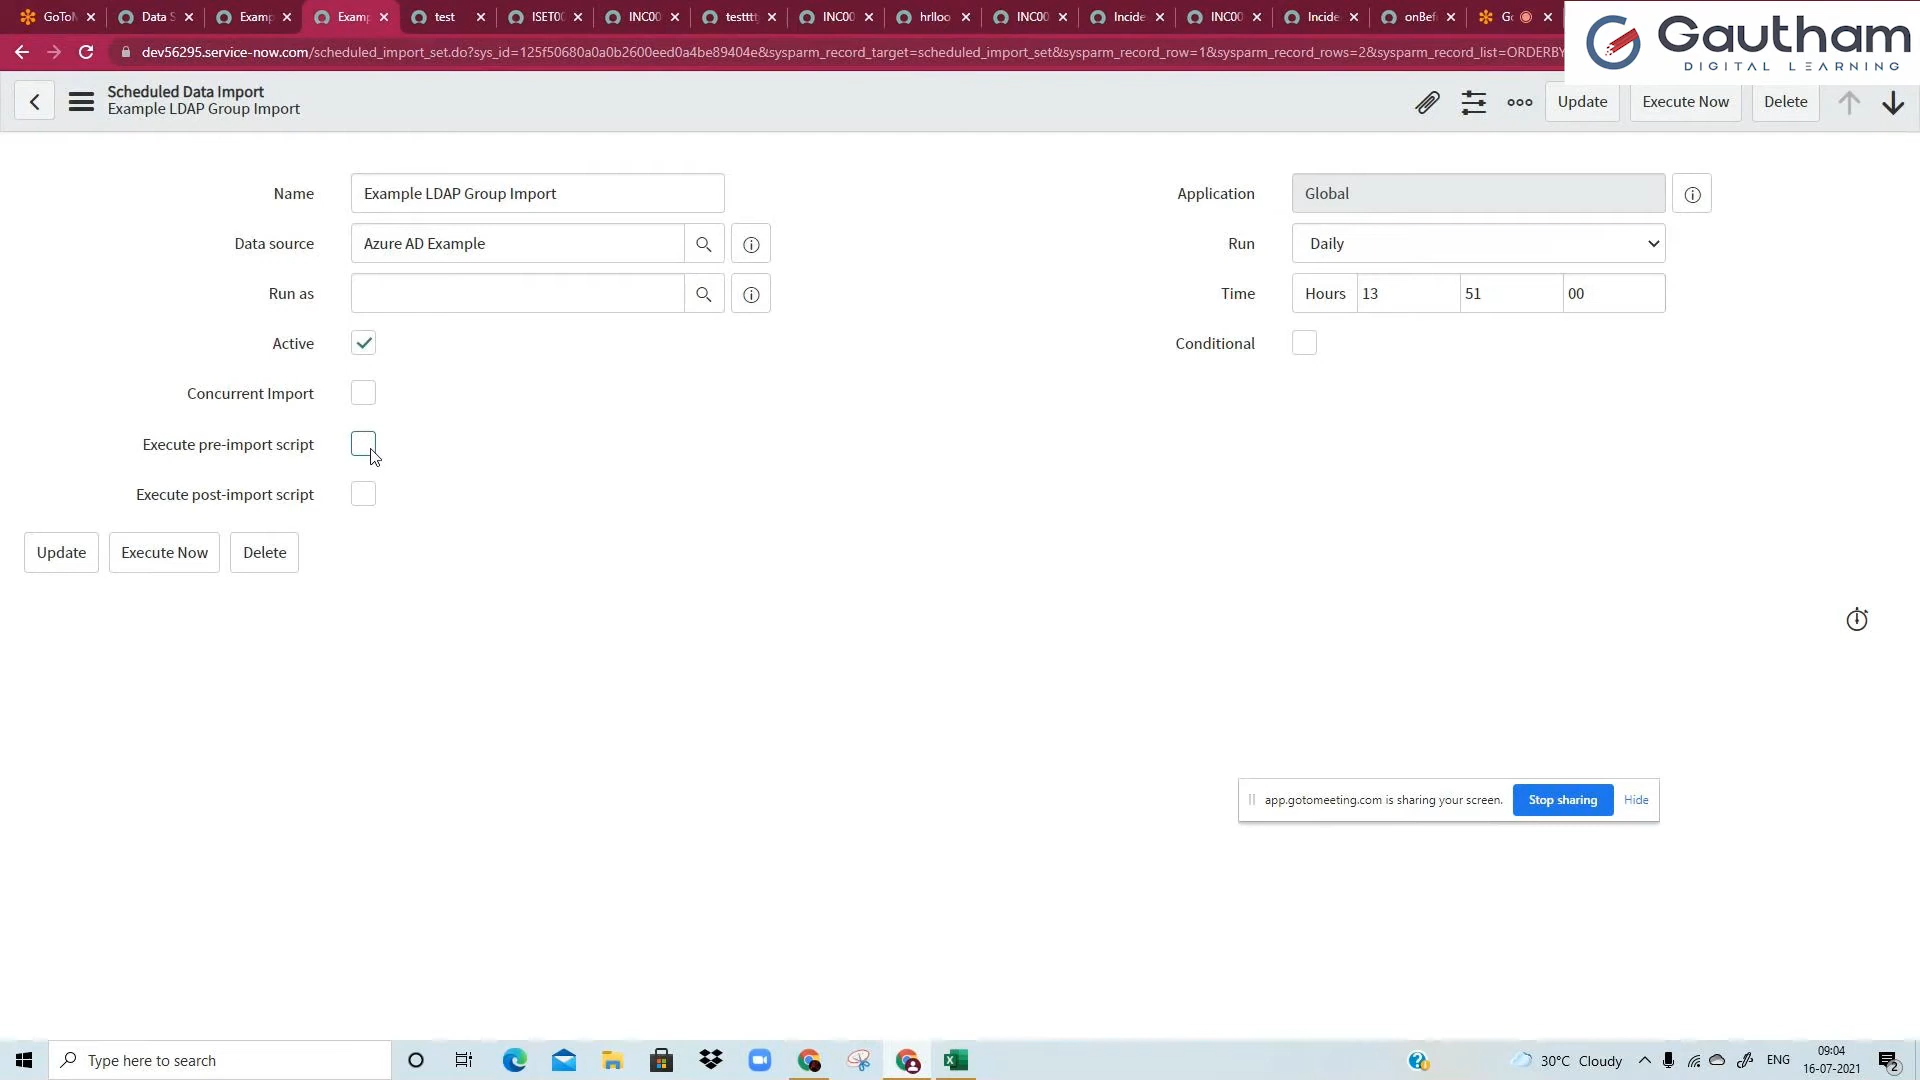 GoToM
Data S
Examp
Examp
test
ISET00
INC00
testttt
INC00
hrlloo
INC00
Incide
INC00
Incide
onBef
Go
Gautham
DIGITAL LEARNING
dev56295.service-now.com/scheduled_import_set.do?sys_id=125f50680a0a0b2600eed0a4be89404e&sysparm_record_target=scheduled_import_set&sysparm_record_row=1&sysparm_record_rows=2&sysparm_record_list=ORDERBY
Scheduled Data Import
Example LDAP Group Import
Update
Execute Now
Delete
Name
Example LDAP Group Import
Application
Global
Data source
Azure AD Example
Run
Daily
Run as
Time
Hours 13 51 00
Active
Conditional
Concurrent Import
Execute pre-import script
Execute post-import script
Update
Execute Now
Delete
app.gotomeeting.com is sharing your screen.
Stop sharing
Hide
Type here to search
30°C Cloudy
ENG
09:04
16-07-2021
2